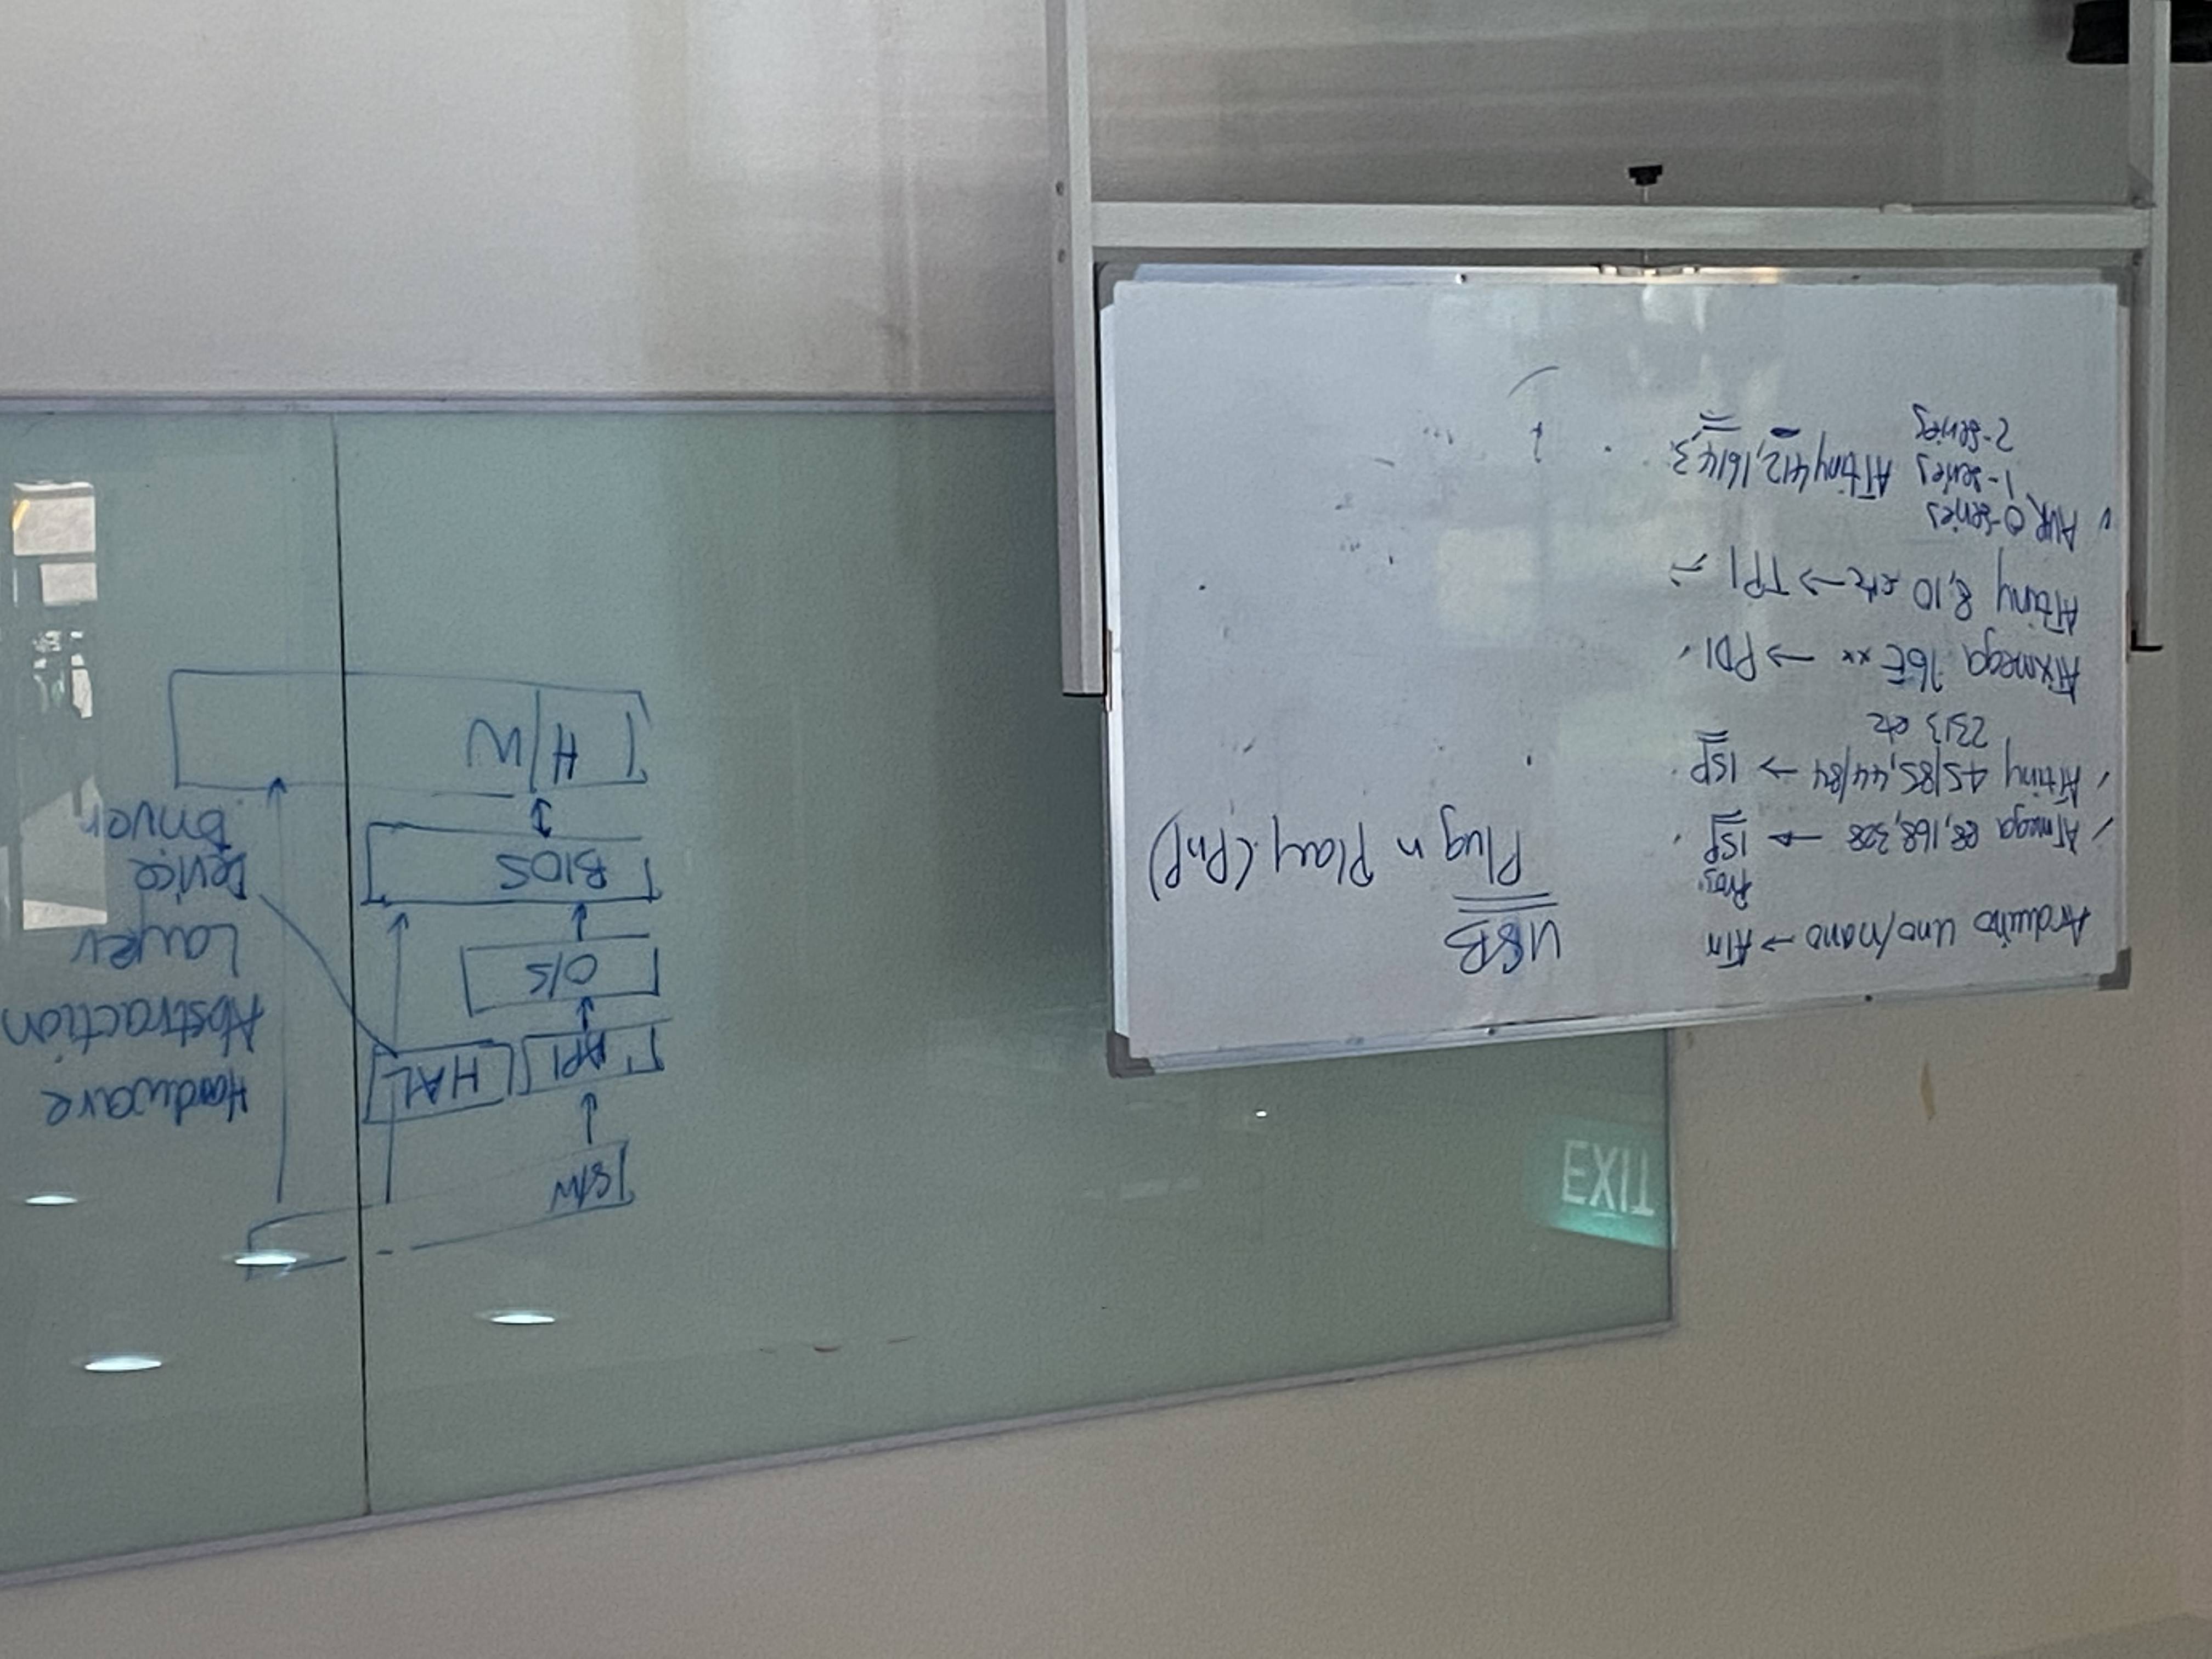 Arduino Uno/nano → ATm
Prog.
ATmega 88,168,328 → ISP
ATtiny 45/85,44/84 → ISP
2313 etc
ATxmega 16E xx → PDI
ATtiny 8,10 etc → TPI
AVR 0-series
1-series ATtiny 412,1614,3
2-series
USB
Plug n Play (PnP)
EXIT
S/W
API HAL
O/S
BIOS
H/W
Hardware
Abstraction
Layer
Device
Driver